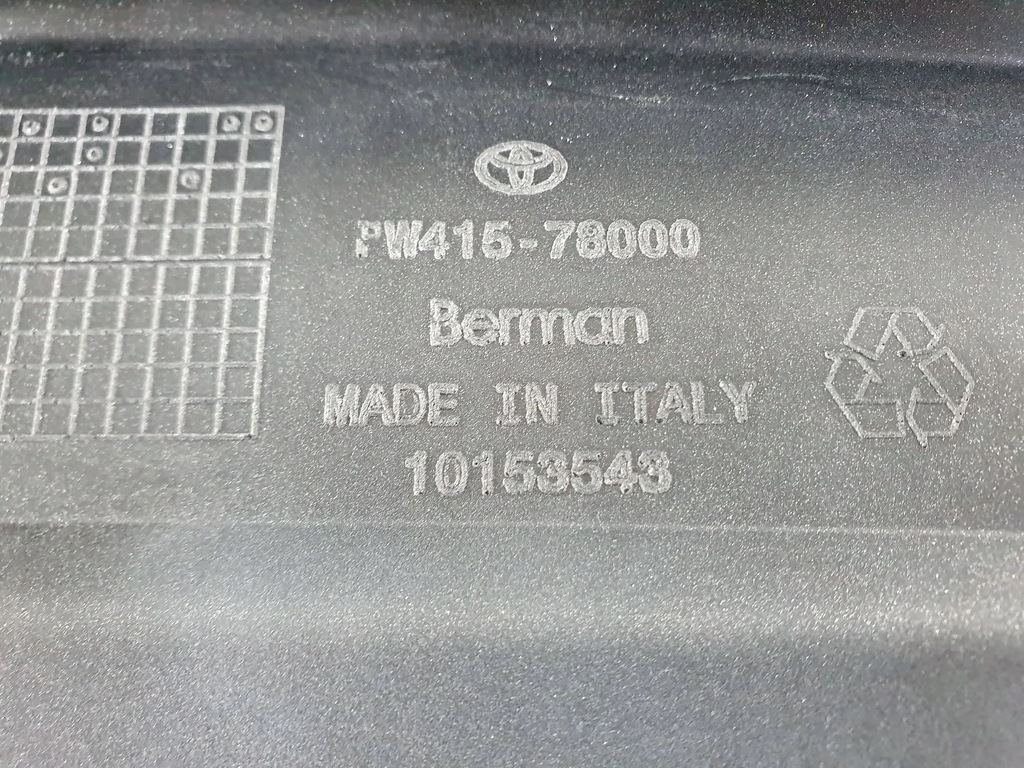 PW415-78000
Berman
MADE IN ITALY
10153543